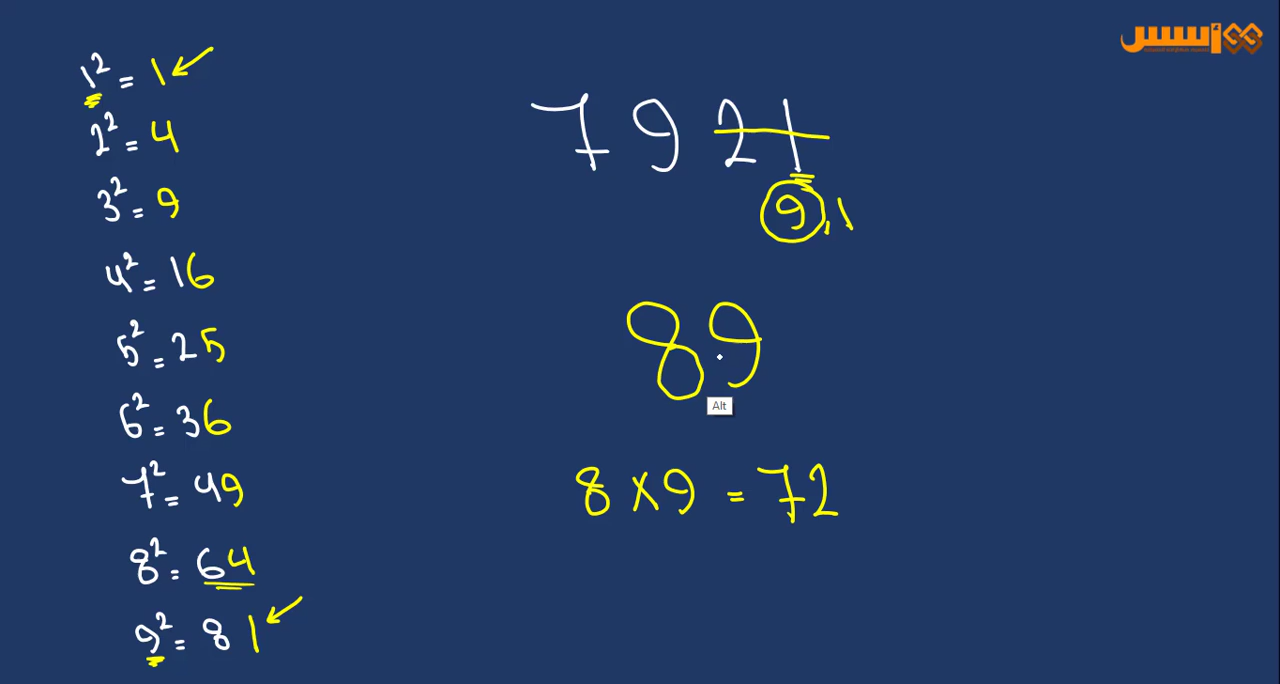 أسس
1² = 1
2² = 4
3² = 9
4² = 16
5² = 25
6² = 36
7² = 49
8² = 64
9² = 81
7921
9,1
89
Alt
8 × 9 = 72